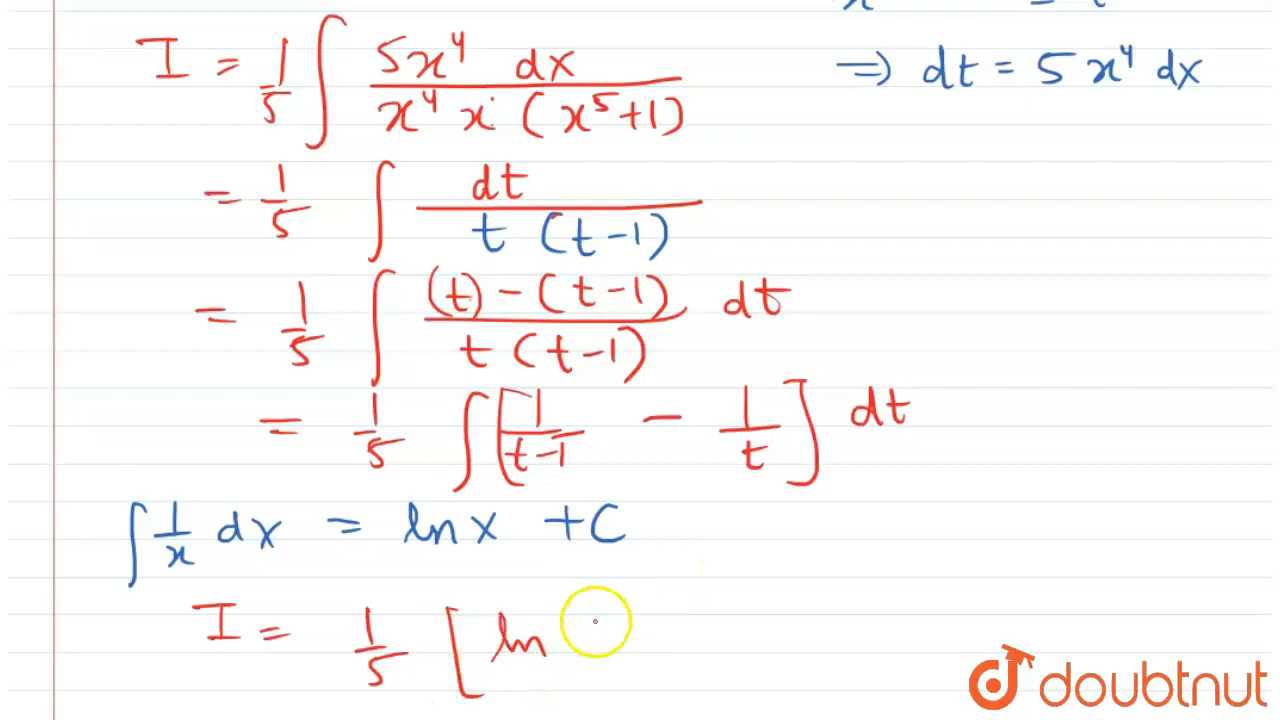 I = 1/5 ∫ 5x⁴ dx / x⁴ x (x⁵+1)
⇒ dt = 5x⁴ dx
= 1/5 ∫ dt / t (t-1)
= 1/5 ∫ (t) - (t-1) / t (t-1) dt
= 1/5 ∫ [1/t-1 - 1/t] dt
∫ 1/x dx = ln x + C
I = 1/5 [ ln
doubtnut